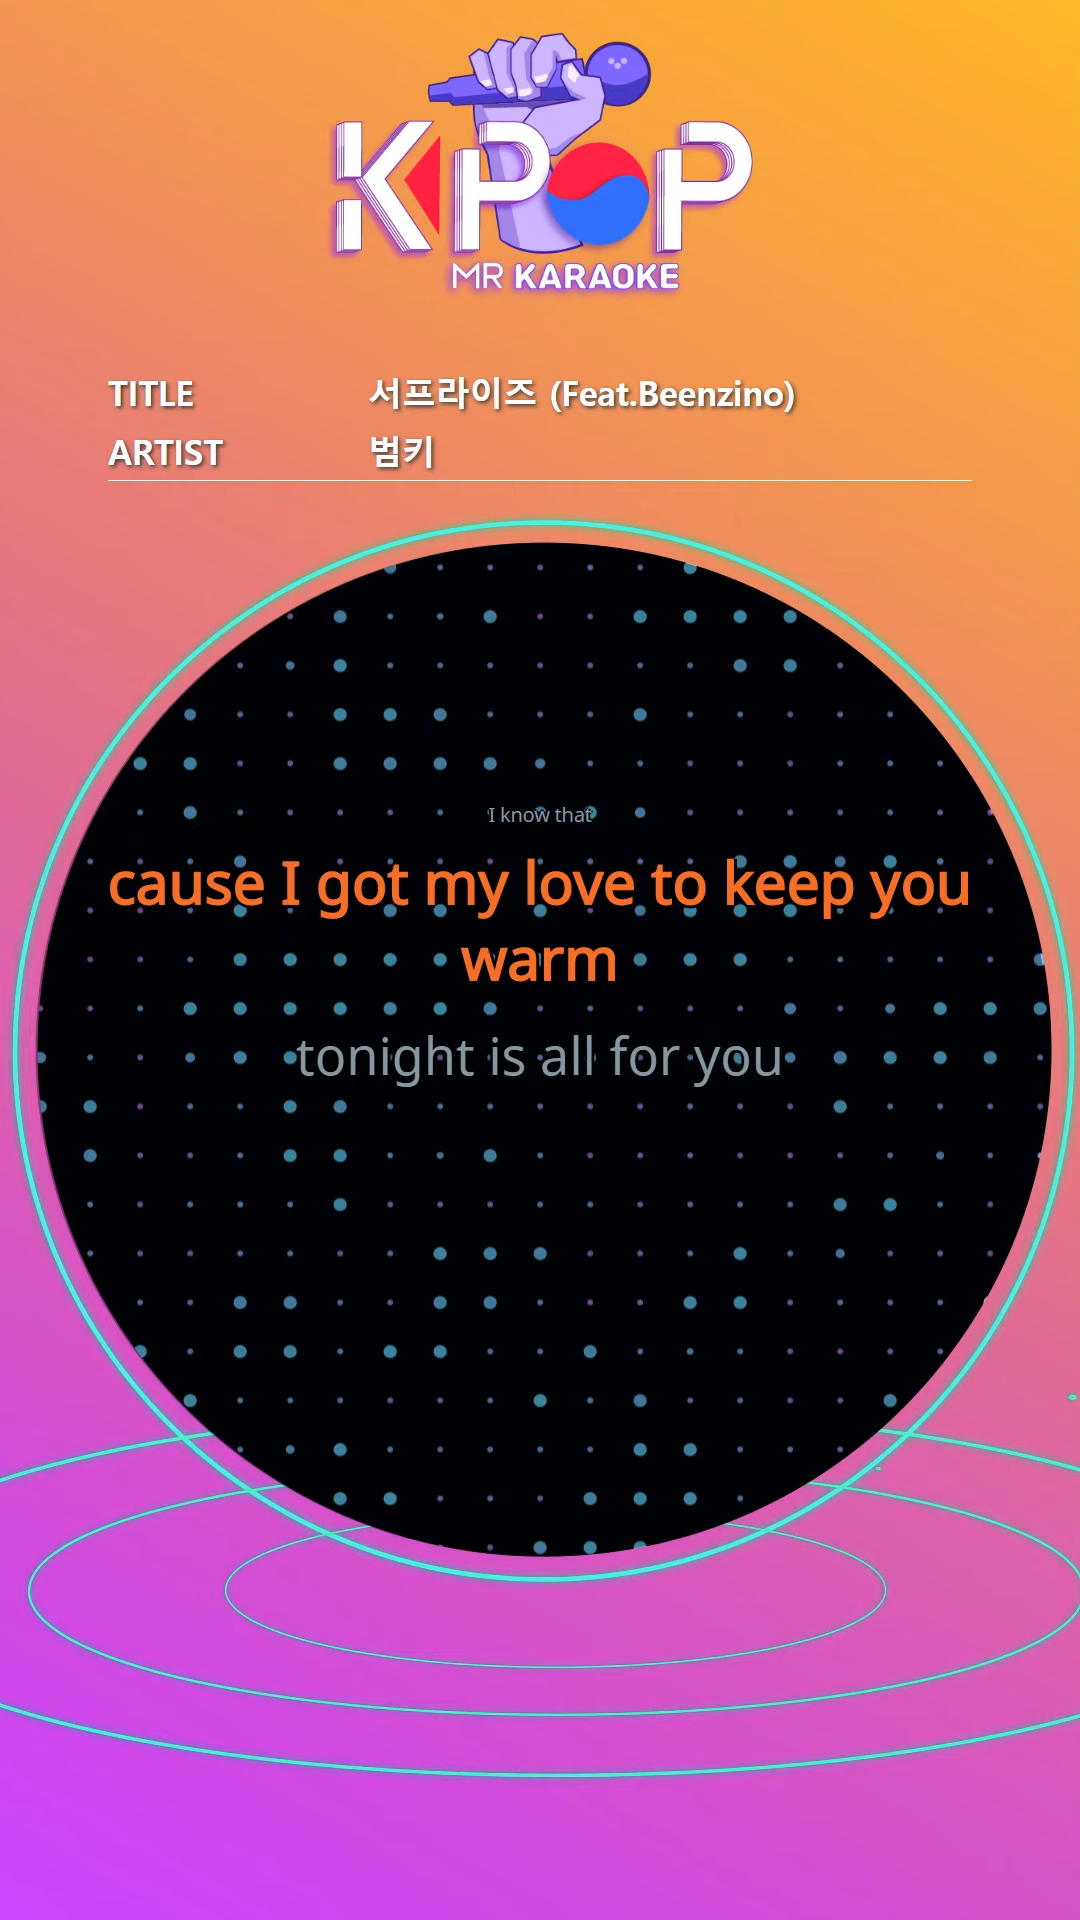 KPOP
MR KARAOKE
TITLE 서프라이즈 (Feat.Beenzino)
ARTIST 범키
I know that
cause I got my love to keep you
warm
tonight is all for you